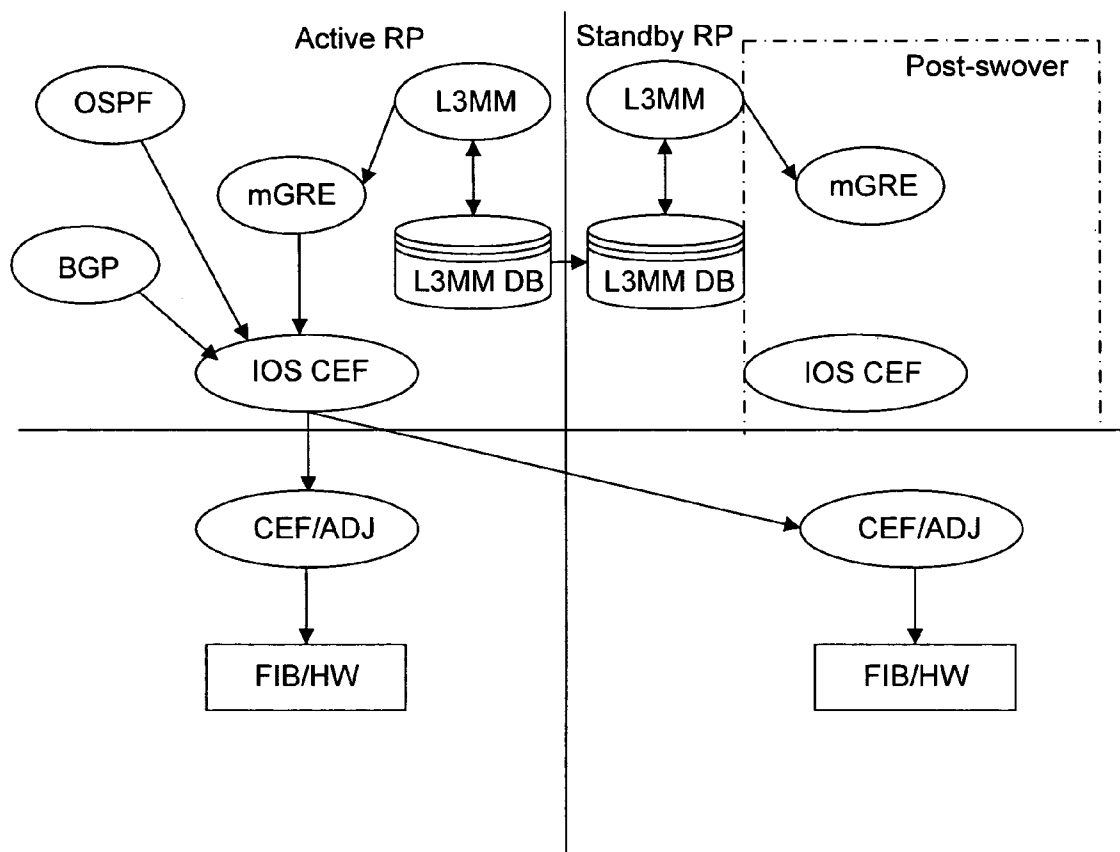 Active RP
Standby RP
Post-swover
OSPF
L3MM
L3MM
mGRE
mGRE
BGP
L3MM DB
L3MM DB
IOS CEF
IOS CEF
CEF/ADJ
CEF/ADJ
FIB/HW
FIB/HW